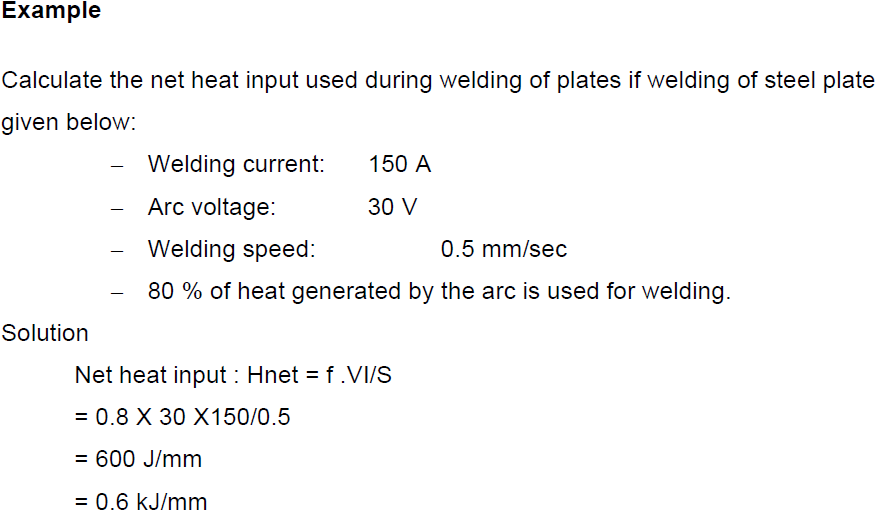 Example
Calculate the net heat input used during welding of plates if welding of steel plate
given below:
– Welding current: 150 A
– Arc voltage: 30 V
– Welding speed: 0.5 mm/sec
– 80 % of heat generated by the arc is used for welding.
Solution
Net heat input : Hnet = f .VI/S
= 0.8 X 30 X150/0.5
= 600 J/mm
= 0.6 kJ/mm